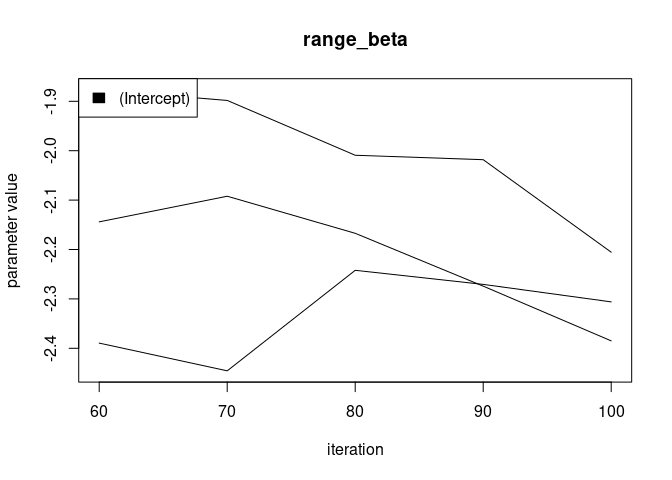 range_beta
(Intercept)
parameter value
-1.9
-2.0
-2.1
-2.2
-2.3
-2.4
60 70 80 90 100
iteration